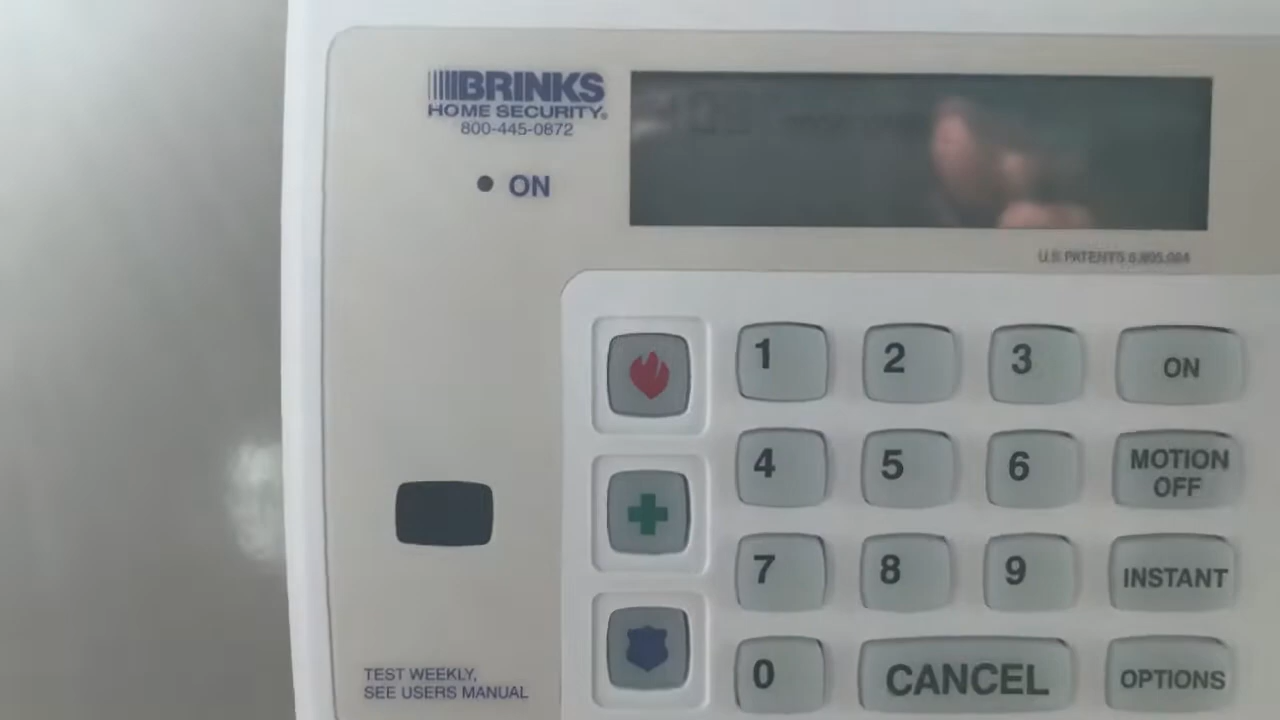 BRINKS
HOME SECURITY®
800-445-0872
ON
U.S. PATENTS
1 2 3 ON
4 5 6 MOTION OFF
7 8 9 INSTANT
0 CANCEL OPTIONS
TEST WEEKLY,
SEE USERS MANUAL